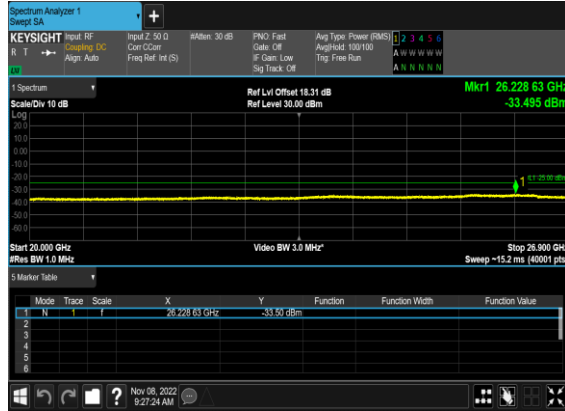 Spectrum Analyzer 1
Swept SA
+
KEYSIGHT Input: RF Input Z: 50 Ω #Atten: 30 dB PNO: Fast Avg Type: Power (RMS) 1 2 3 4 5 6
R T Coupling: DC Corr CCorr Gate: Off Avg|Hold: 100/100 A W W W W W
Align: Auto Freq Ref: Int (S) IF Gain: Low Trig: Free Run
LV Sig Track: Off A N N N N N
1 Spectrum Ref Lvl Offset 18.31 dB Mkr1 26.228 63 GHz
Scale/Div 10 dB Ref Level 30.00 dBm -33.495 dBm
Log
20.0
10.0
0.00
-10.0
-20.0
-30.0
-40.0
-50.0
-60.0
1
Start 20.000 GHz Video BW 3.0 MHz* Stop 26.900 GHz
#Res BW 1.0 MHz Sweep ~15.2 ms (40001 pts)
5 Marker Table
Mode Trace Scale X Y Function Function Width Function Value
1 N 1 f 26.228 63 GHz -33.50 dBm
2
3
4
5
6
? Nov 08, 2022
9:27:24 AM